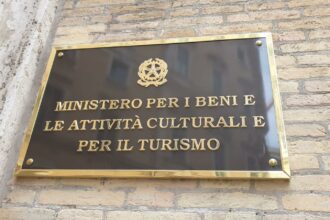 MINISTERO PER I BENI E
LE ATTIVITÀ CULTURALI E
PER IL TURISMO